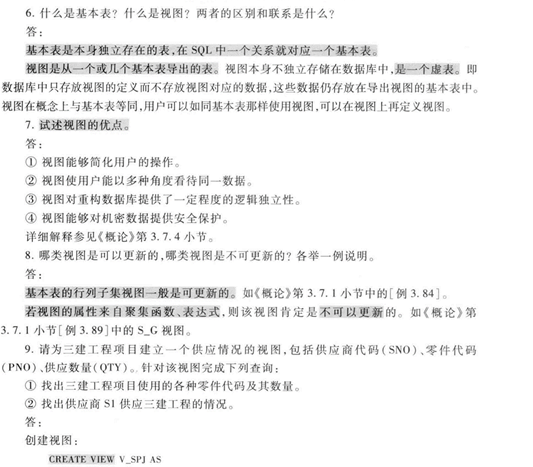 6. 什么是基本表？什么是视图？两者的区别和联系是什么？
答：
基本表是本身独立存在的表，在 SQL 中一个关系就对应一个基本表。
视图是从一个或几个基本表导出的表。视图本身不独立存储在数据库中，是一个虚表。即
数据库中只存放视图的定义而不存放视图对应的数据，这些数据仍存放在导出视图的基本表中。
视图在概念上与基本表等同，用户可以如同基本表那样使用视图，可以在视图上再定义视图。
7. 试述视图的优点。
答：
① 视图能够简化用户的操作。
② 视图使用户能以多种角度看待同一数据。
③ 视图对重构数据库提供了一定程度的逻辑独立性。
④ 视图能够对机密数据提供安全保护。
详细解释参见《概论》第 3.7.4 小节。
8. 哪类视图是可以更新的，哪类视图是不可更新的？各举一例说明。
答：
基本表的行列子集视图一般是可更新的。如《概论》第 3.7.1 小节中的［例 3.84］。
若视图的属性来自聚集函数、表达式，则该视图肯定是不可以更新的。如《概论》第
3.7.1 小节［例 3.89］中的 S_G 视图。
9. 请为三建工程项目建立一个供应情况的视图，包括供应商代码（SNO）、零件代码
（PNO）、供应数量（QTY）。针对该视图完成下列查询：
① 找出三建工程项目使用的各种零件代码及其数量。
② 找出供应商 S1 供应三建工程的情况。
答：
创建视图：
CREATE VIEW V_SPJ AS